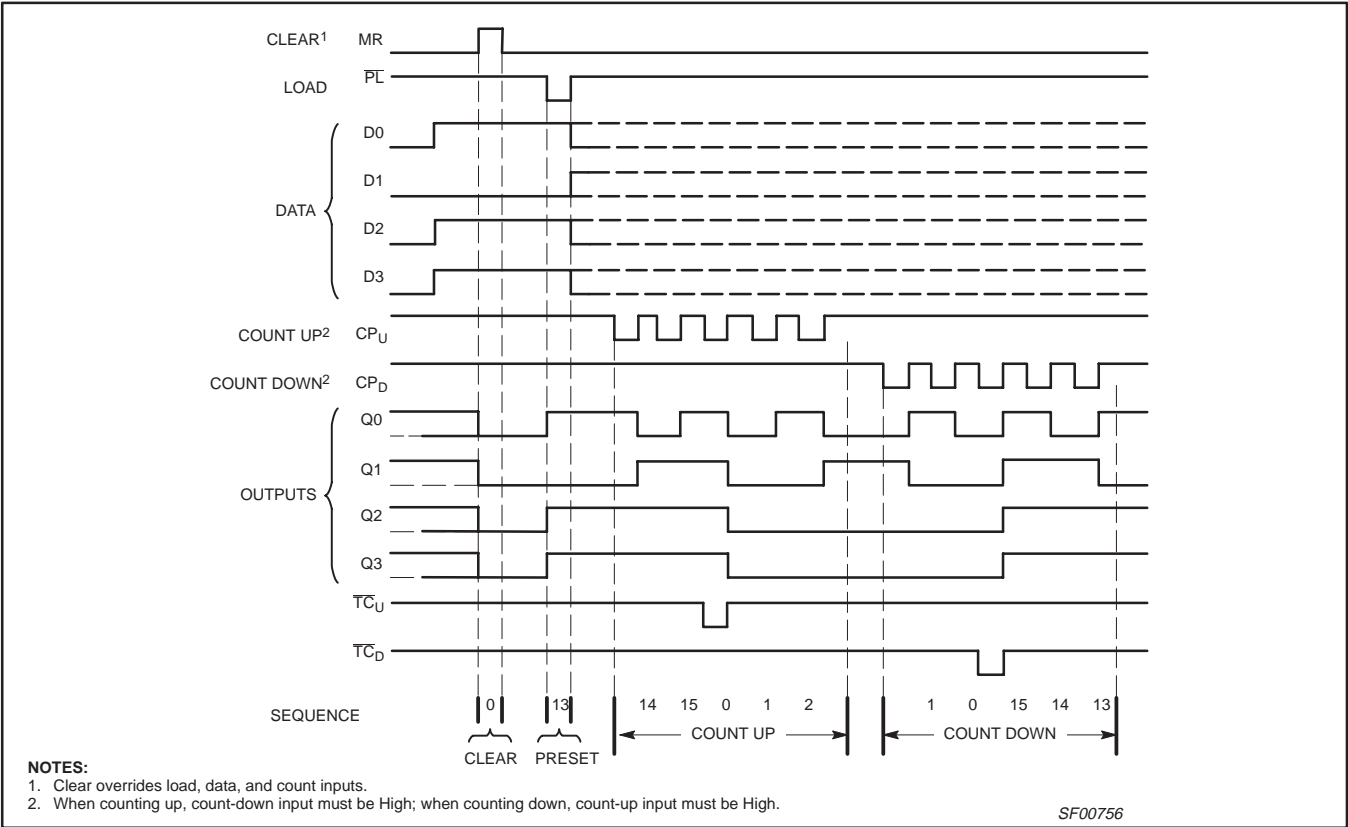 CLEAR1 MR
LOAD P̅L̅
DATA
D0
D1
D2
D3
COUNT UP2 CPU
COUNT DOWN2 CPD
OUTPUTS
Q0
Q1
Q2
Q3
T̅C̅U
T̅C̅D
SEQUENCE 0 13 14 15 0 1 2 1 0 15 14 13
COUNT UP COUNT DOWN
CLEAR PRESET
NOTES:
1. Clear overrides load, data, and count inputs.
2. When counting up, count-down input must be High; when counting down, count-up input must be High.
SF00756